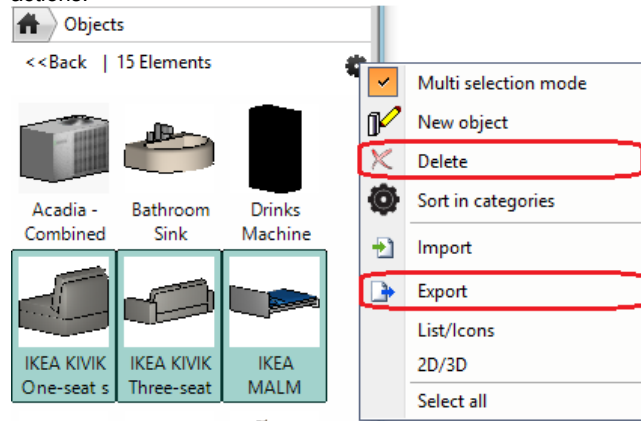 actions.
Objects
<<Back | 15 Elements
Acadia -
Combined
Bathroom
Sink
Drinks
Machine
IKEA KIVIK
One-seat s
IKEA KIVIK
Three-seat
IKEA
MALM
Multi selection mode
New object
Delete
Sort in categories
Import
Export
List/Icons
2D/3D
Select all